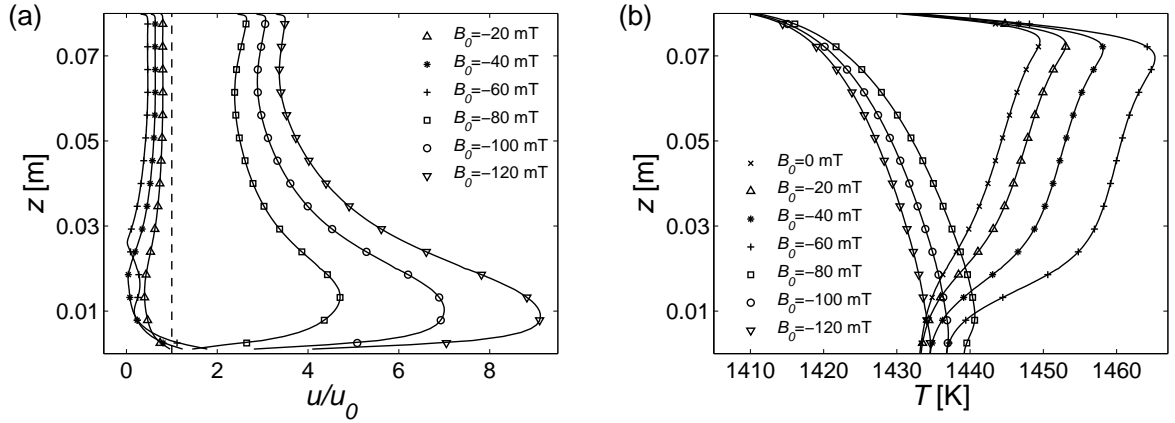 (a)
0.07
0.05
0.03
0.01
z [m]
0
2
4
6
8
u/u₀
B₀=−20 mT
B₀=−40 mT
B₀=−60 mT
B₀=−80 mT
B₀=−100 mT
B₀=−120 mT
(b)
0.07
0.05
0.03
0.01
z [m]
1410
1420
1430
1440
1450
1460
T [K]
B₀=0 mT
B₀=−20 mT
B₀=−40 mT
B₀=−60 mT
B₀=−80 mT
B₀=−100 mT
B₀=−120 mT